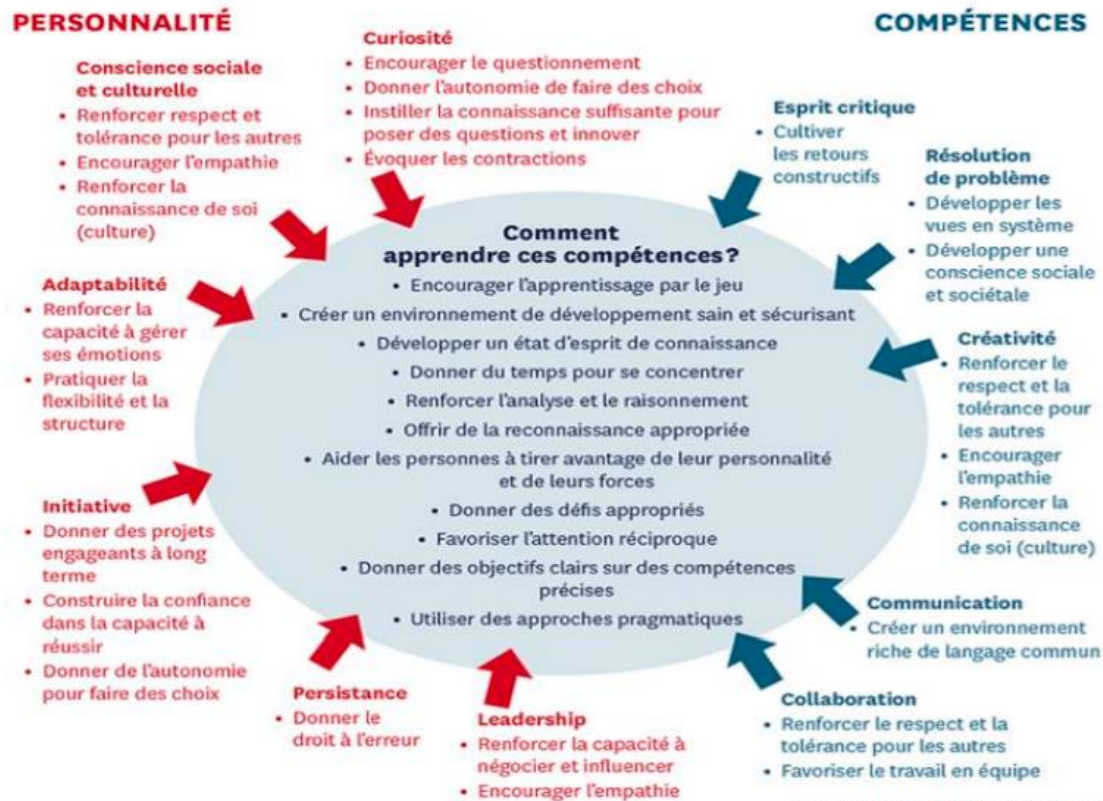 PERSONNALITÉ
Conscience sociale
et culturelle
• Renforcer respect et
tolérance pour les autres
• Encourager l'empathie
• Renforcer la
connaissance de soi
(culture)
Curiosité
• Encourager le questionnement
• Donner l'autonomie de faire des choix
• Instiller la connaissance suffisante pour
poser des questions et innover
• Évoquer les contractions
Adaptabilité
• Renforcer la
capacité à gérer
ses émotions
• Pratiquer la
flexibilité et la
structure
Initiative
• Donner des projets
engageants à long
terme
• Construire la confiance
dans la capacité à
réussir
• Donner de l'autonomie
pour faire des choix
Persistance
• Donner le
droit à l'erreur
Leadership
• Renforcer la capacité à
négocier et influencer
• Encourager l'empathie
Comment
apprendre ces compétences?
• Encourager l'apprentissage par le jeu
• Créer un environnement de développement sain et sécurisant
• Développer un état d'esprit de connaissance
• Donner du temps pour se concentrer
• Renforcer l'analyse et le raisonnement
• Offrir de la reconnaissance appropriée
• Aider les personnes à tirer avantage de leur personnalité
et de leurs forces
• Donner des défis appropriés
• Favoriser l'attention réciproque
• Donner des objectifs clairs sur des compétences
précises
• Utiliser des approches pragmatiques
COMPÉTENCES
Esprit critique
• Cultiver
les retours
constructifs
Résolution
de problème
• Développer les
vues en système
• Développer une
conscience sociale
et sociétale
Créativité
• Renforcer le
respect et la
tolérance pour
les autres
• Encourager
l'empathie
• Renforcer la
connaissance
de soi (culture)
Communication
• Créer un environnement
riche de langage commun
Collaboration
• Renforcer le respect et la
tolérance pour les autres
• Favoriser le travail en équipe